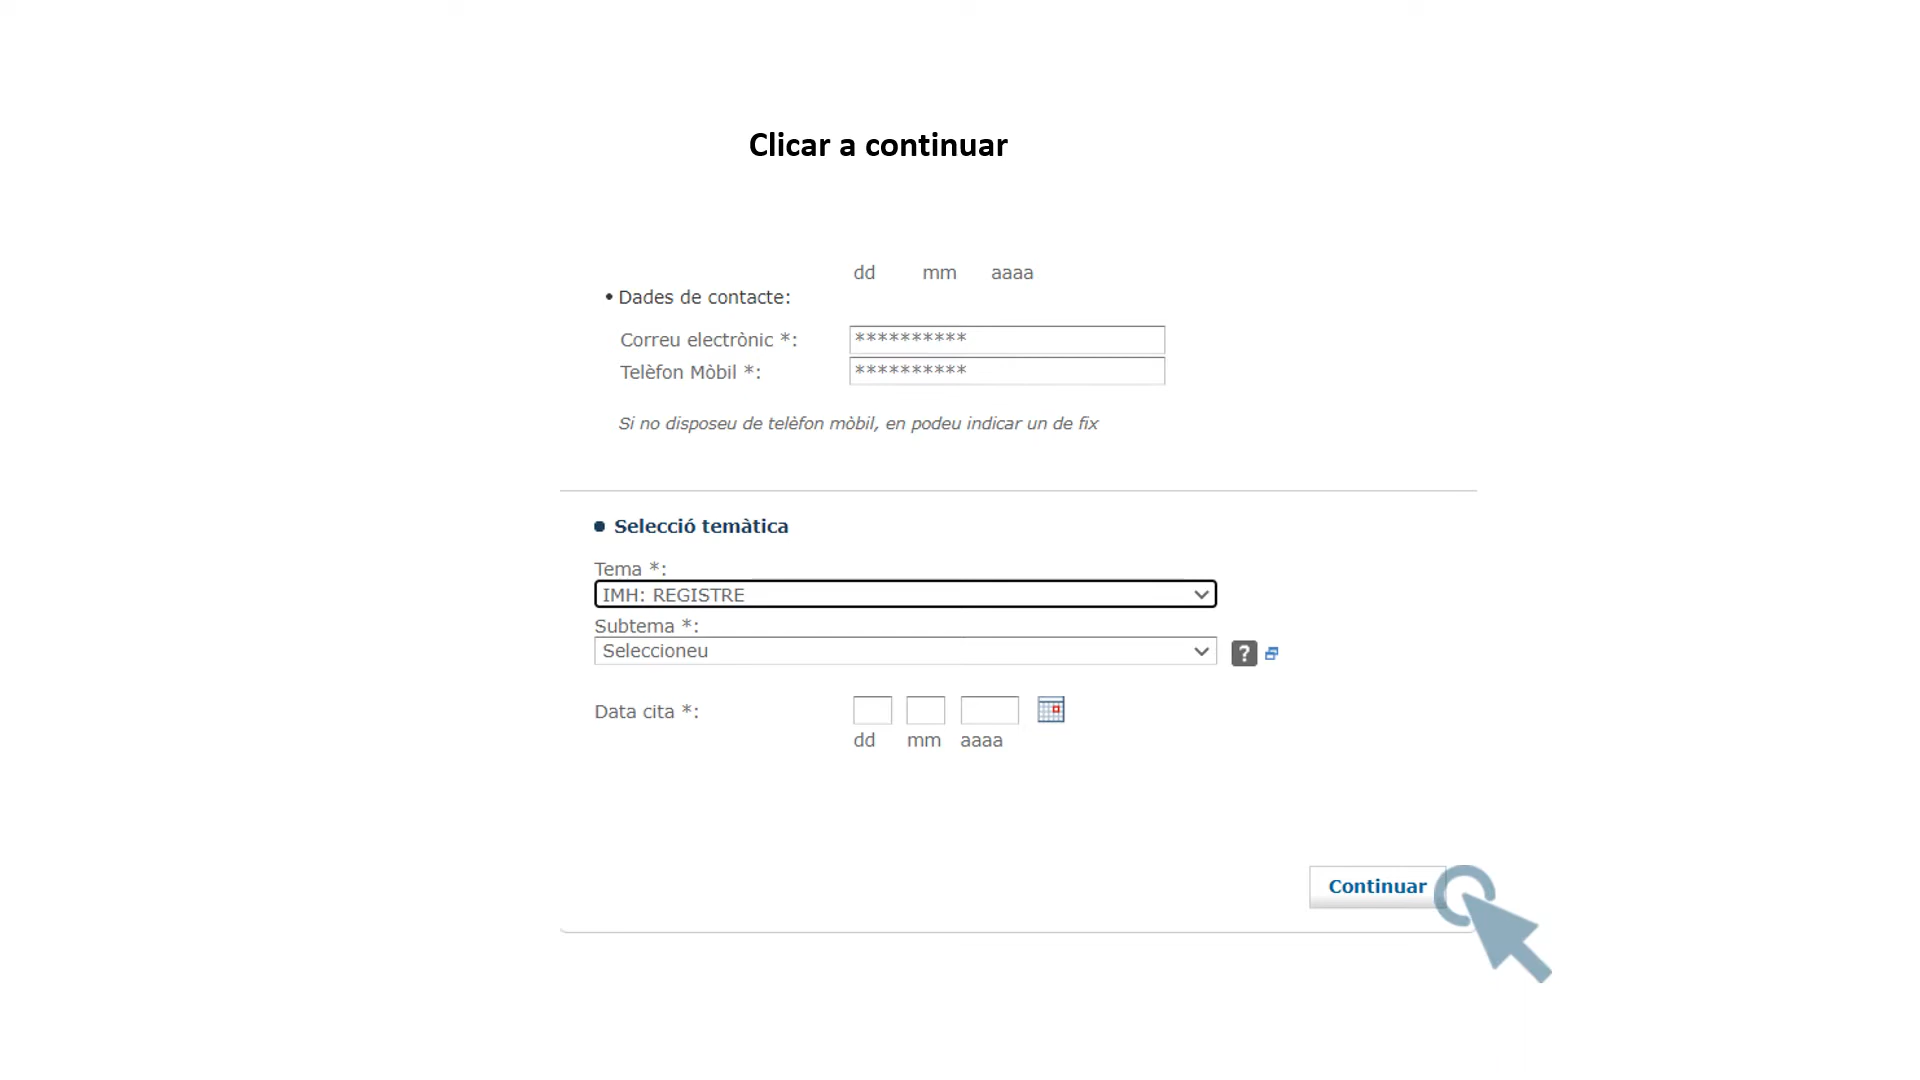 Clicar a continuar
dd mm aaaa
• Dades de contacte:
Correu electrònic *: **********
Telèfon Mòbil *: **********
Si no disposeu de telèfon mòbil, en podeu indicar un de fix
• Selecció temàtica
Tema *:
IMH: REGISTRE
Subtema *:
Seleccioneu ?
Data cita *:
dd mm aaaa
Continuar